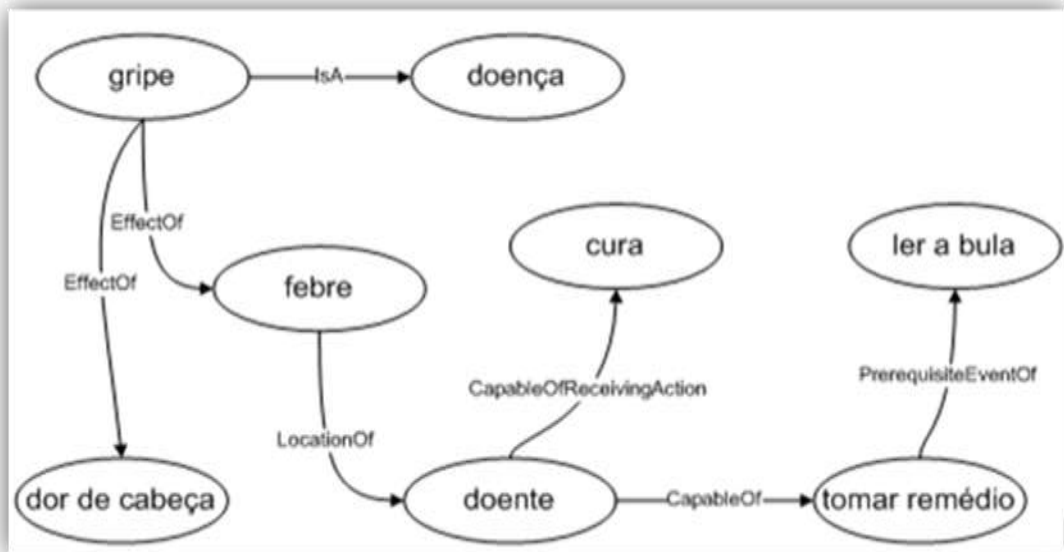 gripe
IsA
doença
EffectOf
cura
ler a bula
EffectOf
febre
CapableOfReceivingAction
PrerequisiteEventOf
LocationOf
dor de cabeça
doente
CapableOf
tomar remédio